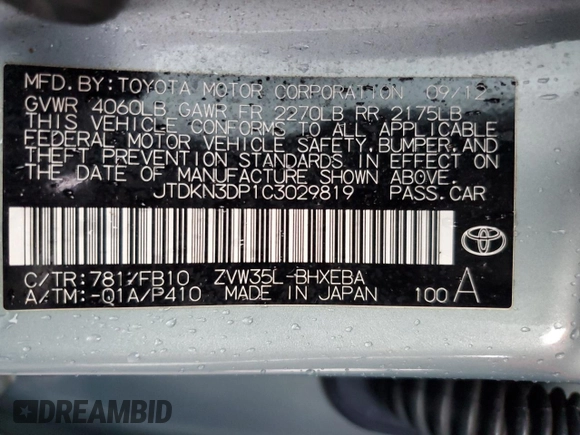 MFD.BY:TOYOTA MOTOR CORPORATION 09/12
GVWR 4060LB GAWR FR 2270LB RR 2175LB
THIS VEHICLE CONFORMS TO ALL APPLICABLE
FEDERAL MOTOR VEHICLE SAFETY,BUMPER,AND
THEFT PREVENTION STANDARDS IN EFFECT ON
THE DATE OF MANUFACTURE SHOWN ABOVE.
JTDKN3DP1C3029819 PASS.CAR
C/TR:781/FB10 ZVW35L-BHXEBA
A/TM:-Q1A/P410 MADE IN JAPAN 100 A
DREAMBID